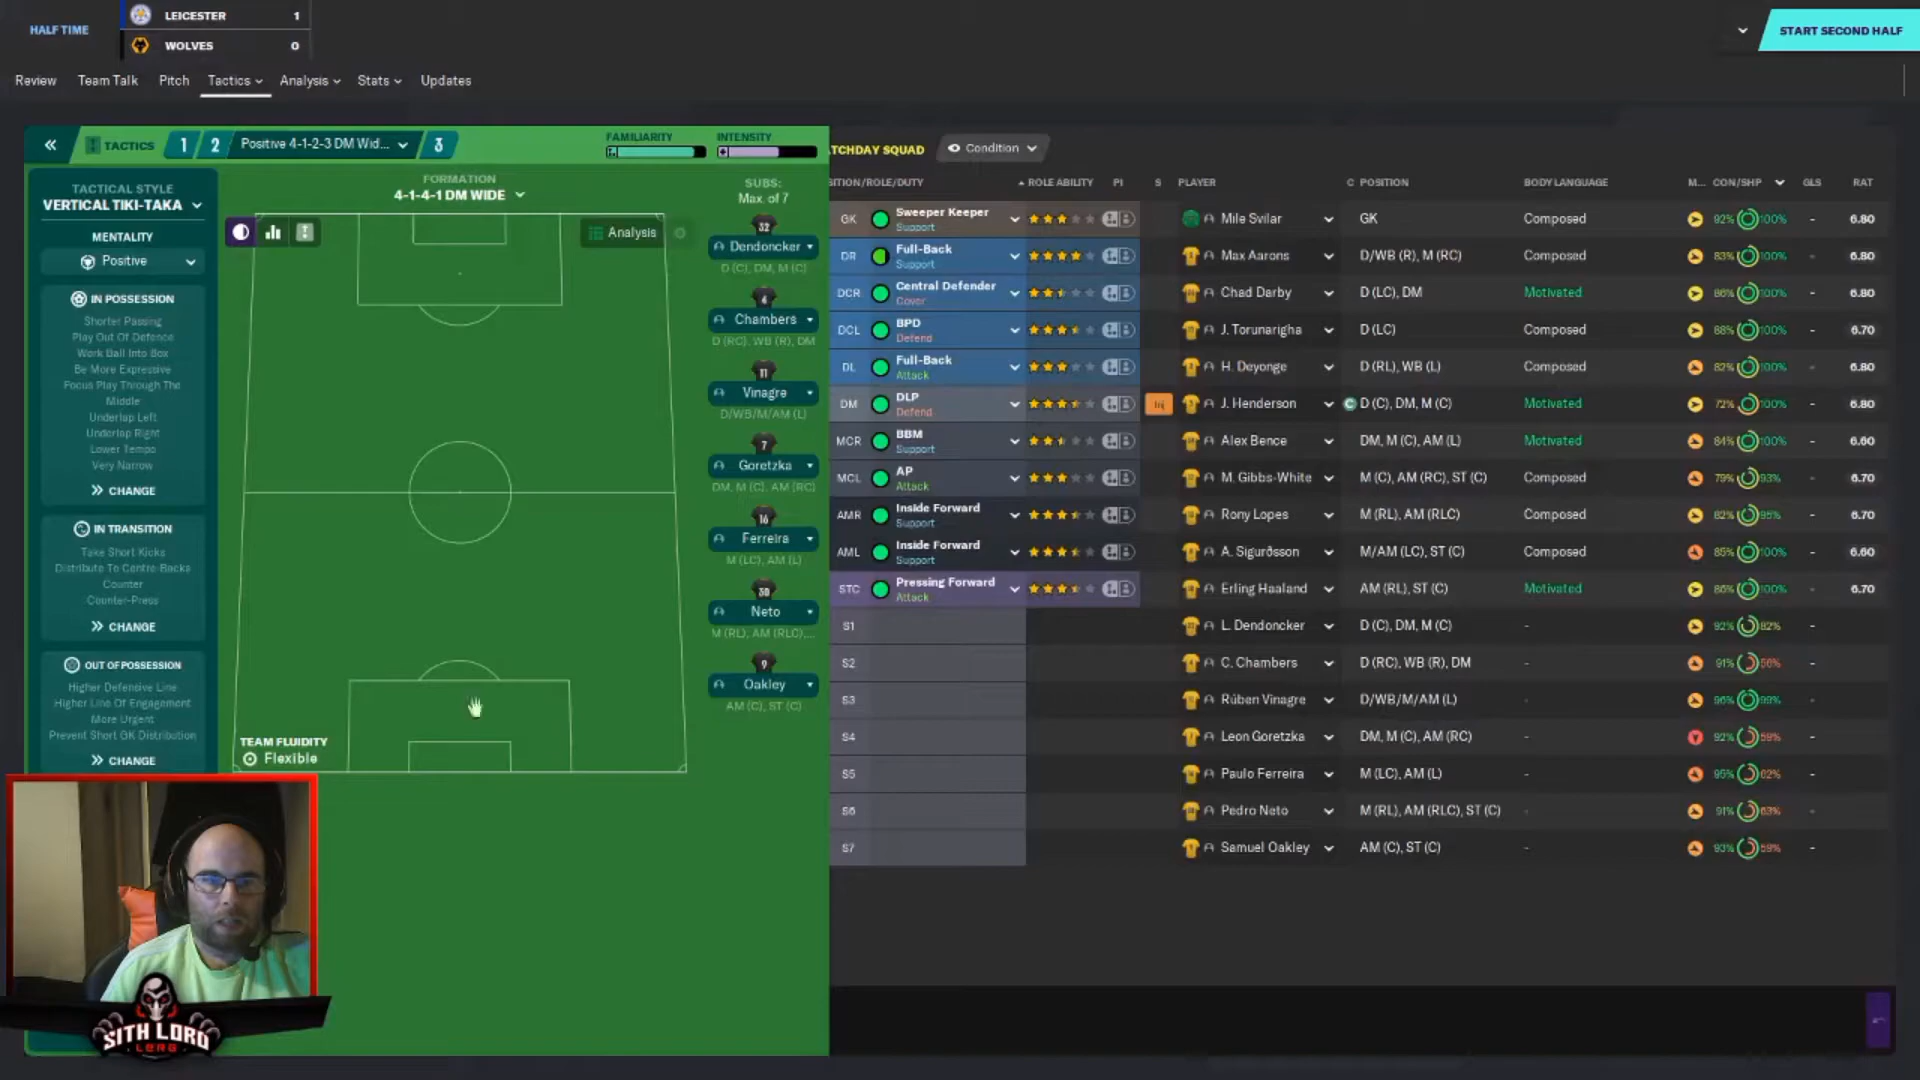 HALF TIME
LEICESTER 1
WOLVES 0
START SECOND HALF
Review Team Talk Pitch Tactics Analysis Stats Updates
TACTICS 1 2 Positive 4-1-2-3 DM Wid... 3
FAMILIARITY INTENSITY
TACTICAL STYLE
VERTICAL TIKI-TAKA
MENTALITY
Positive
IN POSSESSION
Shorter Passing
Play Out Of Defence
Work Ball Into Box
Be More Expressive
Focus Play Through The
Middle
Underlap Left
Underlap Right
Lower Tempo
Very Narrow
CHANGE
IN TRANSITION
Take Short Kicks
Distribute To Centre-Backs
Counter
Counter-Press
CHANGE
OUT OF POSSESSION
Higher Defensive Line
Higher Line Of Engagement
More Urgent
Prevent Short GK Distribution
CHANGE
FORMATION
4-1-4-1 DM WIDE
Analysis
TEAM FLUIDITY
Flexible
SUBS:
Max. of 7
32
Dendoncker
D (C), DM, M (C)
4
Chambers
D (RC), WB (R), DM
11
Vinagre
D/WB/M/AM (L)
7
Goretzka
DM, M (C), AM (RC)
16
Ferreira
M (LC), AM (L)
30
Neto
M (RL), AM (RLC),...
9
Oakley
AM (C), ST (C)
TCHDAY SQUAD Condition
SITION/ROLE/DUTY ROLE ABILITY PI S PLAYER C POSITION BODY LANGUAGE M... CON/SHP GLS RAT
GK Sweeper Keeper Support Mile Svilar GK Composed 92% 100% - 6.80
DR Full-Back Support Max Aarons D/WB (R), M (RC) Composed 83% 100% - 6.80
DCR Central Defender Cover Chad Darby D (LC), DM Motivated 86% 100% - 6.80
DCL BPD Defend J. Torunarigha D (LC) Composed 88% 100% - 6.70
DL Full-Back Attack H. Deyonge D (RL), WB (L) Composed 82% 100% - 6.80
DM DLP Defend Inj J. Henderson C D (C), DM, M (C) Motivated 72% 100% - 6.80
MCR BBM Support Alex Bence DM, M (C), AM (L) Motivated 84% 100% - 6.60
MCL AP Attack M. Gibbs-White M (C), AM (RC), ST (C) Composed 79% 93% - 6.70
AMR Inside Forward Support Rony Lopes M (RL), AM (RLC) Composed 82% 95% - 6.70
AML Inside Forward Support A. Sigurðsson M/AM (LC), ST (C) Composed 85% 100% - 6.60
STC Pressing Forward Attack Erling Haaland AM (RL), ST (C) Motivated 86% 100% - 6.70
S1 L. Dendoncker D (C), DM, M (C) - 92% 82% -
S2 C. Chambers D (RC), WB (R), DM - 91% 56% -
S3 Rúben Vinagre D/WB/M/AM (L) - 96% 99% -
S4 Leon Goretzka DM, M (C), AM (RC) - 92% 59% -
S5 Paulo Ferreira M (LC), AM (L) - 95% 62% -
S6 Pedro Neto M (RL), AM (RLC), ST (C) - 91% 63% -
S7 Samuel Oakley AM (C), ST (C) - 93% 59% -
SITH LORD
LERG